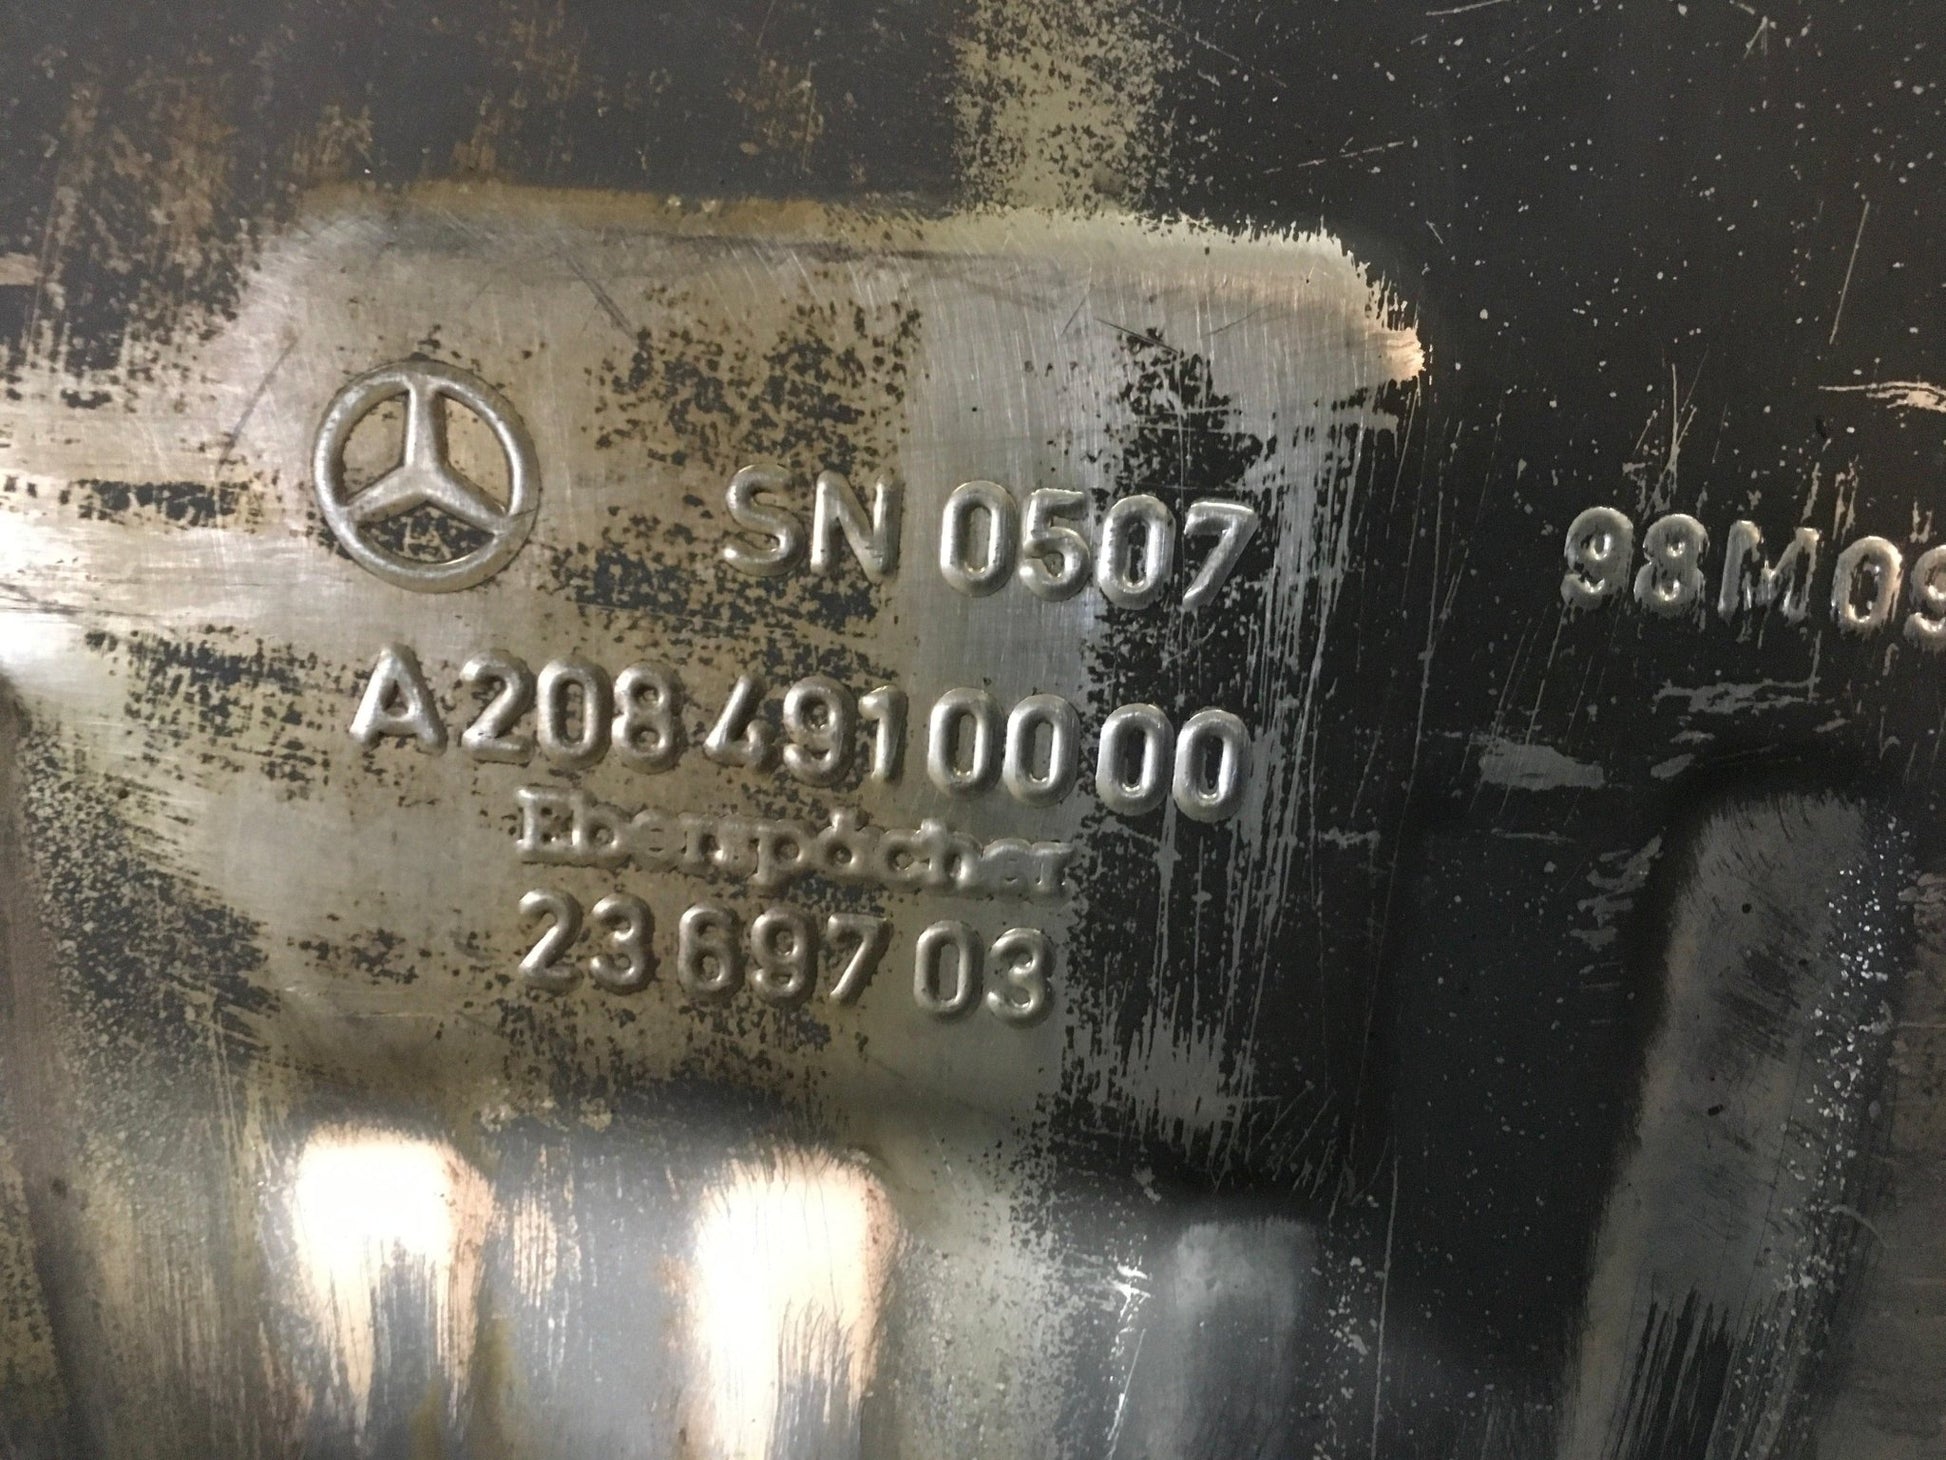 SN 0507
98M09
A 208 491 00 00
Eberspächer
23 697 03